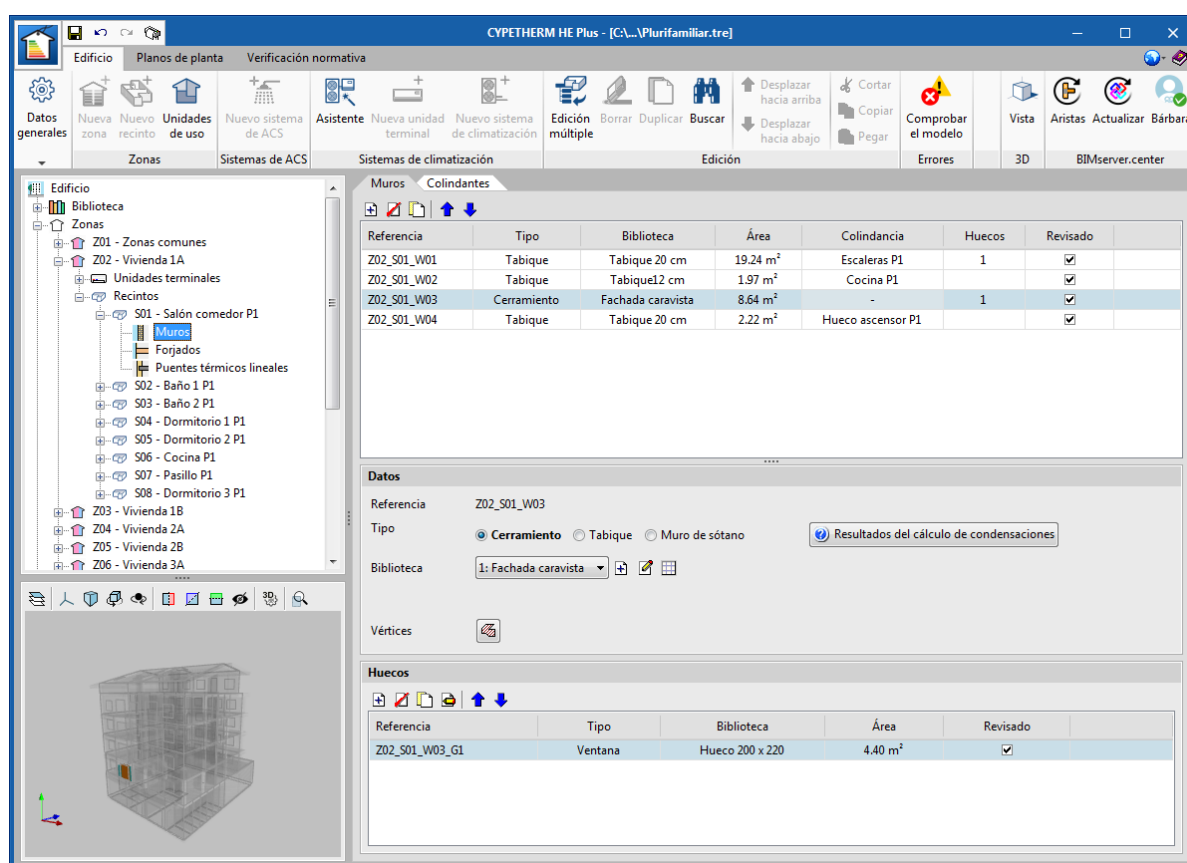 CYPETHERM HE Plus - [C:\...\Plurifamiliar.tre]
Edificio Planos de planta Verificación normativa
Datos generales
Nueva zona
Nuevo recinto
Unidades de uso
Nuevo sistema de ACS
Asistente
Nueva unidad terminal
Nuevo sistema de climatización
Edición múltiple
Borrar
Duplicar
Buscar
Desplazar hacia arriba
Desplazar hacia abajo
Cortar
Copiar
Pegar
Comprobar el modelo
Vista
Aristas
Actualizar
Bárbara
Zonas Sistemas de ACS Sistemas de climatización Edición Errores 3D BIMserver.center
Edificio
Biblioteca
Zonas
Z01 - Zonas comunes
Z02 - Vivienda 1A
Unidades terminales
Recintos
S01 - Salón comedor P1
Muros
Forjados
Puentes térmicos lineales
S02 - Baño 1 P1
S03 - Baño 2 P1
S04 - Dormitorio 1 P1
S05 - Dormitorio 2 P1
S06 - Cocina P1
S07 - Pasillo P1
S08 - Dormitorio 3 P1
Z03 - Vivienda 1B
Z04 - Vivienda 2A
Z05 - Vivienda 2B
Z06 - Vivienda 3A
3D
Muros Colindantes
Referencia Tipo Biblioteca Área Colindancia Huecos Revisado
Z02_S01_W01 Tabique Tabique 20 cm 19.24 m² Escaleras P1 1
Z02_S01_W02 Tabique Tabique12 cm 1.97 m² Cocina P1
Z02_S01_W03 Cerramiento Fachada caravista 8.64 m² - 1
Z02_S01_W04 Tabique Tabique 20 cm 2.22 m² Hueco ascensor P1
Datos
Referencia Z02_S01_W03
Tipo Cerramiento Tabique Muro de sótano Resultados del cálculo de condensaciones
Biblioteca 1: Fachada caravista
Vértices
Huecos
Referencia Tipo Biblioteca Área Revisado
Z02_S01_W03_G1 Ventana Hueco 200 x 220 4.40 m²